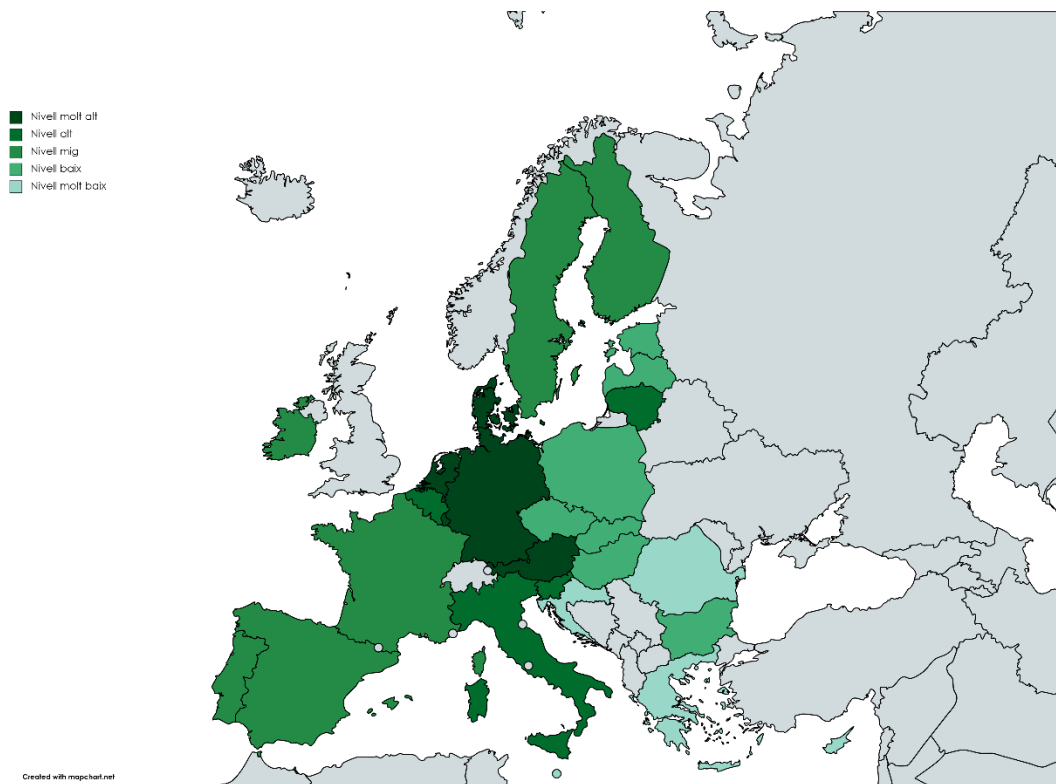 Nivell molt alt
Nivell alt
Nivell mig
Nivell baix
Nivell molt baix
Created with mapchart.net